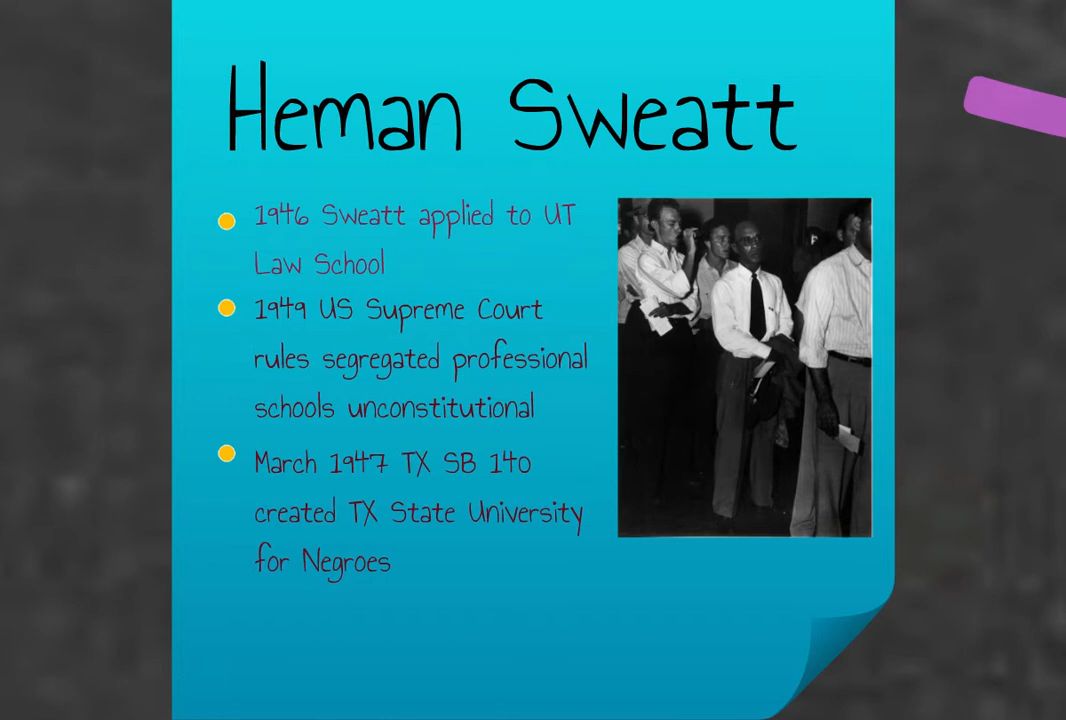 Heman Sweatt
1946 Sweatt applied to UT
Law School
1949 US Supreme Court
rules segregated professional
schools unconstitutional
March 1947 TX SB 140
created TX State University
for Negroes